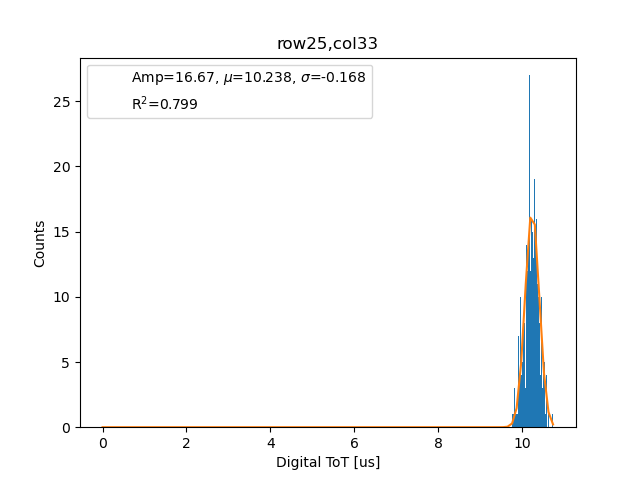 row25,col33
Amp=16.67, μ=10.238, σ=-0.168
R²=0.799
Counts
25
20
15
10
5
0
0 2 4 6 8 10
Digital ToT [us]